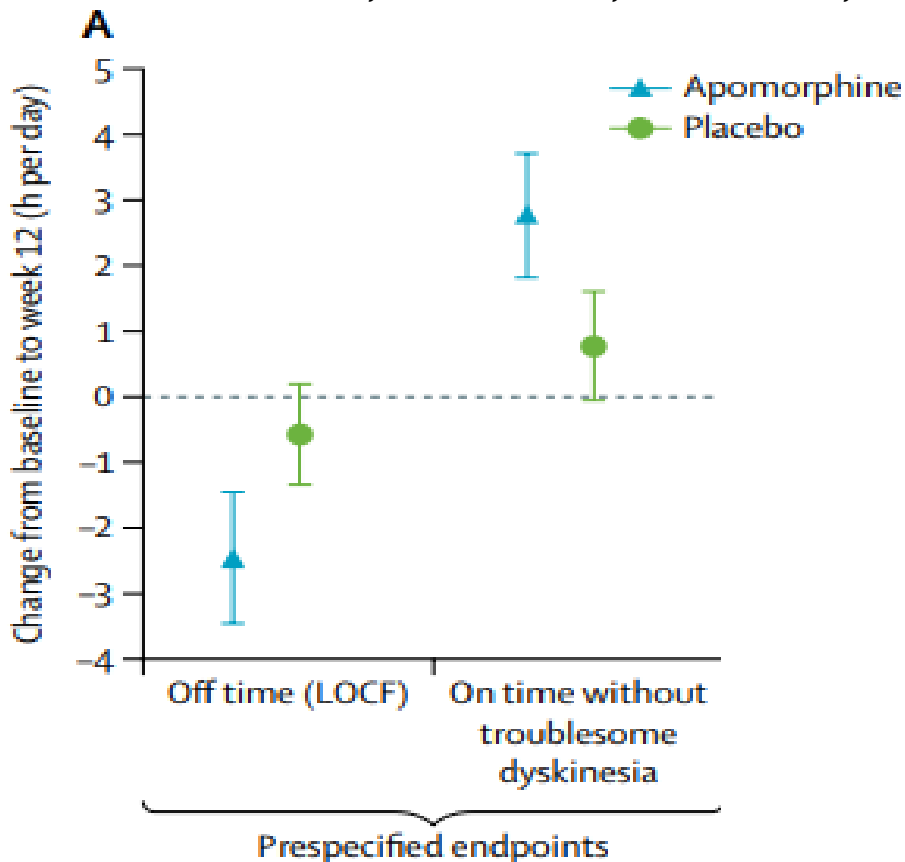 A
Change from baseline to week 12 (h per day)
5
4
3
2
1
0
−1
−2
−3
−4
Apomorphine
Placebo
Off time (LOCF)
On time without
troublesome
dyskinesia
Prespecified endpoints